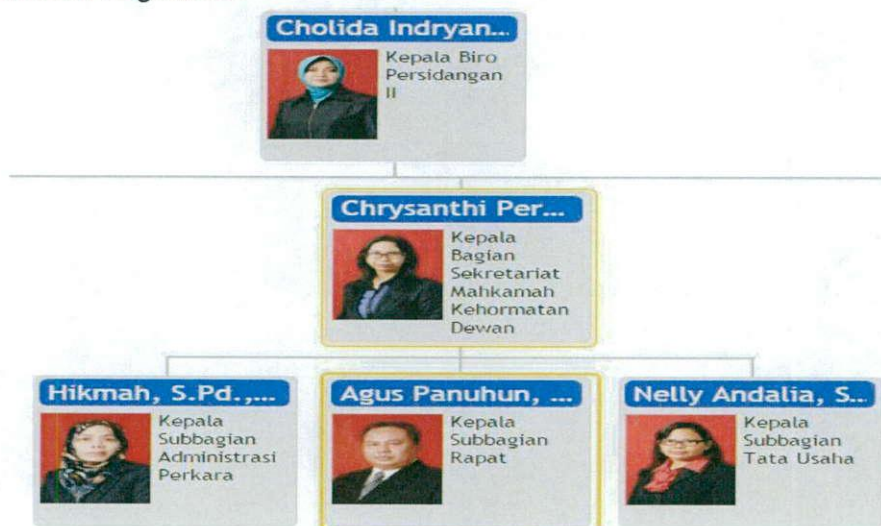 Cholida Indryan...
Kepala Biro
Persidangan
II
Chrysanthi Per...
Kepala
Bagian
Sekretariat
Mahkamah
Kehormatan
Dewan
Hikmah, S.Pd.,...
Kepala
Subbagian
Administrasi
Perkara
Agus Panuhun, ...
Kepala
Subbagian
Rapat
Nelly Andalia, S...
Kepala
Subbagian
Tata Usaha